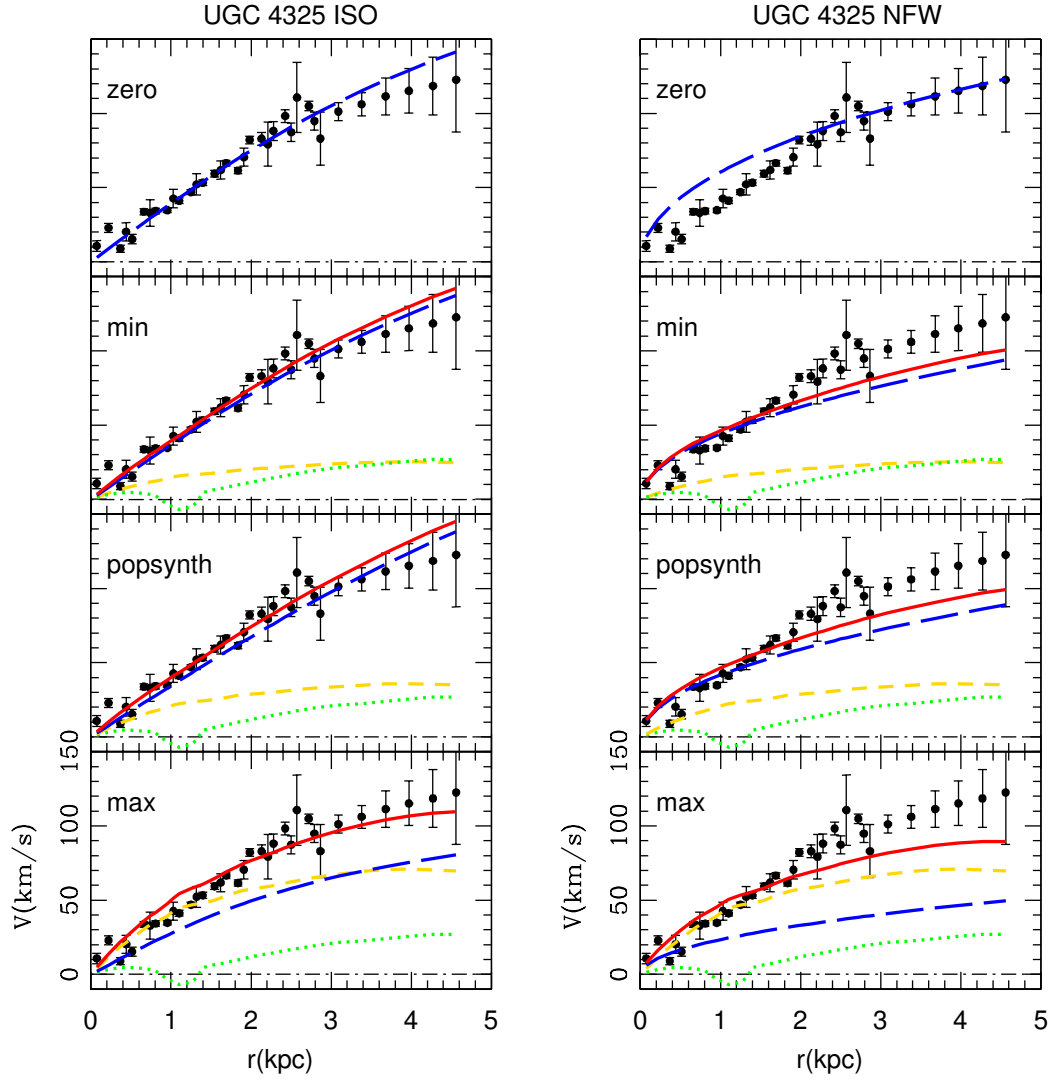 UGC 4325 ISO
UGC 4325 NFW
zero
zero
min
min
popsynth
popsynth
max
max
150
100
50
0
V(km/s)
150
100
50
0
V(km/s)
0 1 2 3 4 5
0 1 2 3 4 5
r(kpc)
r(kpc)